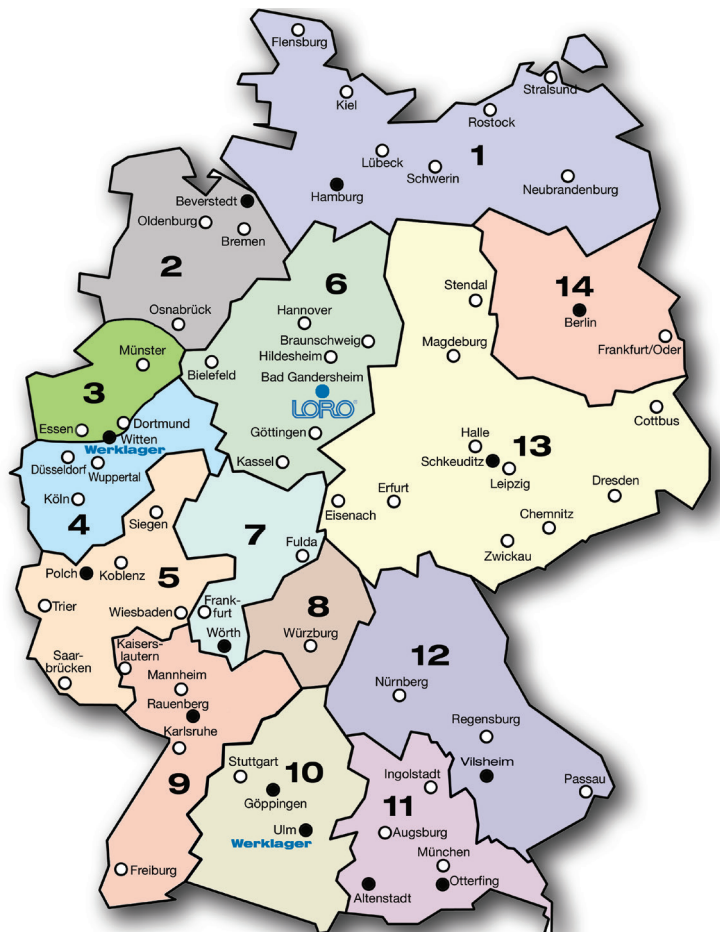 Flensburg
Kiel
Stralsund
Rostock
Lübeck
Schwerin
1
Hamburg
Neubrandenburg
Beverstedt
Oldenburg
Bremen
2
Osnabrück
6
Hannover
Braunschweig
Hildesheim
Bad Gandersheim
LORO®
Göttingen
Kassel
Bielefeld
Stendal
Magdeburg
14
Berlin
Frankfurt/Oder
Münster
3
Essen
Dortmund
Witten
Werklager
Düsseldorf
Wuppertal
Köln
4
Cottbus
Halle
Schkeuditz
13
Leipzig
Dresden
Erfurt
Eisenach
Chemnitz
Zwickau
Siegen
7
Fulda
Polch
Koblenz
5
Trier
Wiesbaden
Frank-
furt
Wörth
8
Würzburg
Saar-
brücken
Kaisers-
lautern
Mannheim
Rauenberg
Karlsruhe
9
Freiburg
12
Nürnberg
Regensburg
Vilsheim
Passau
Stuttgart
10
Göppingen
Ulm
Werklager
Ingolstadt
11
Augsburg
München
Otterfing
Altenstadt